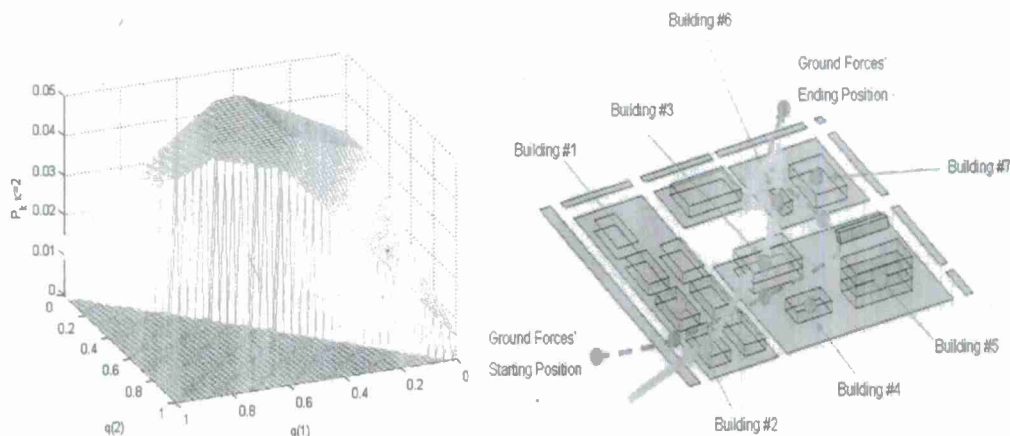 0.05
0.04
0.03
0.02
0.01
0
P_k κ=2
0
0.2
0.4
0.6
0.8
1
q(2)
1
0.8
0.6
0.4
0.2
0
q(1)
Building #6
Ground Forces'
Ending Position
Building #3
Building #1
Building #7
Ground Forces'
Starting Position
Building #5
Building #4
Building #2